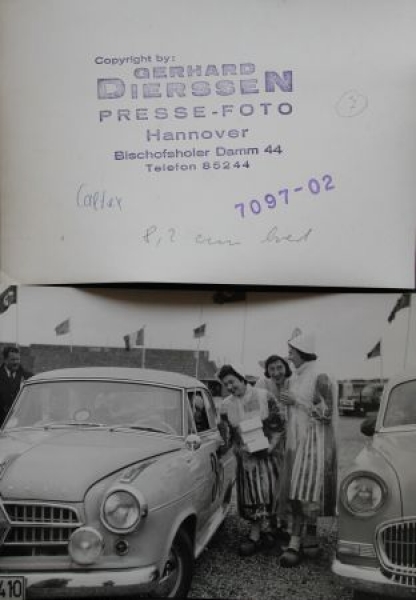 Copyright by:
GERHARD
DIERSSEN
PRESSE-FOTO
Hannover
Bischofsholer Damm 44
Telefon 85244
Caltex
7097-02
8,2 cm breit
410